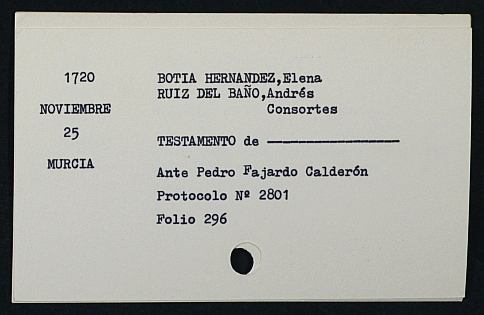 1720
NOVIEMBRE
25
MURCIA
BOTIA HERNANDEZ,Elena
RUIZ DEL BAÑO,Andrés
Consortes
TESTAMENTO de -----------------
Ante Pedro Fajardo Calderón
Protocolo Nº 2801
Folio 296